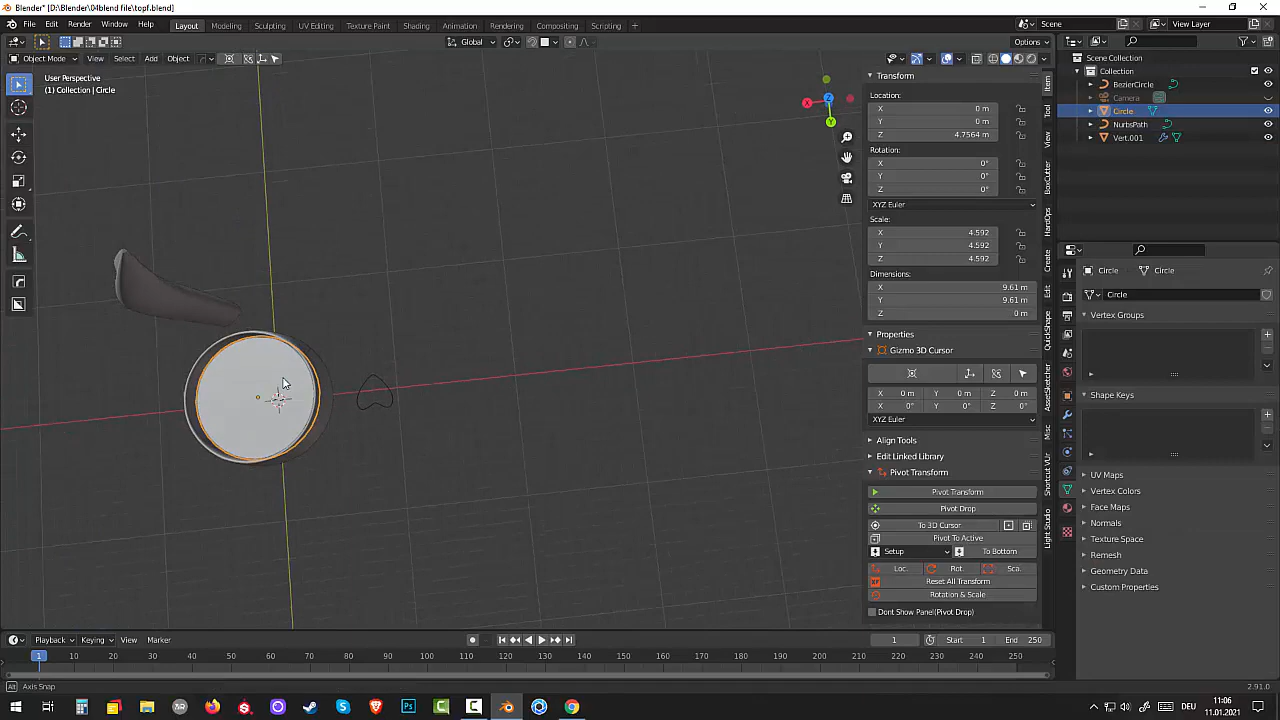 Blender* [D:\Blender\04blend file\topf.blend]
File Edit Render Window Help Layout Modeling Sculpting UV Editing Texture Paint Shading Animation Rendering Compositing Scripting + Scene View Layer
Global Options
Object Mode View Select Add Object
User Perspective
(1) Collection | Circle
X
Y
Z
Transform
Location:
X 0 m
Y 0 m
Z 4.7564 m
Rotation:
X 0°
Y 0°
Z 0°
XYZ Euler
Scale:
X 4.592
Y 4.592
Z 4.592
Dimensions:
X 9.61 m
Y 9.61 m
Z 0 m
Properties
Gizmo 3D Cursor
X 0 m Y 0 m Z 0 m
X 0° Y 0° Z 0°
XYZ Euler
Align Tools
Edit Linked Library
Pivot Transform
Pivot Transform
Pivot Drop
To 3D Cursor
Pivot To Active
Setup To Bottom
Loc. Rot. Sca.
Reset All Transform
Rotation & Scale
Dont Show Panel(Pivot Drop)
Item
Tool
View
BoxCutter
HardOps
Create
Edit
QuickShape
AssetSketcher
Misc
Shortcut VUr
Light Studio
Scene Collection
Collection
BezierCircle
Camera
Circle
NurbsPath
Vert.001
Circle Circle
Circle
Vertex Groups
Shape Keys
UV Maps
Vertex Colors
Face Maps
Normals
Texture Space
Remesh
Geometry Data
Custom Properties
Playback Keying View Marker 1 Start 1 End 250
1 10 20 30 40 50 60 70 80 90 100 110 120 130 140 150 160 170 180 190 200 210 220 230 240 250
Axis Snap 2.91.0
DEU 11:06
11.01.2021